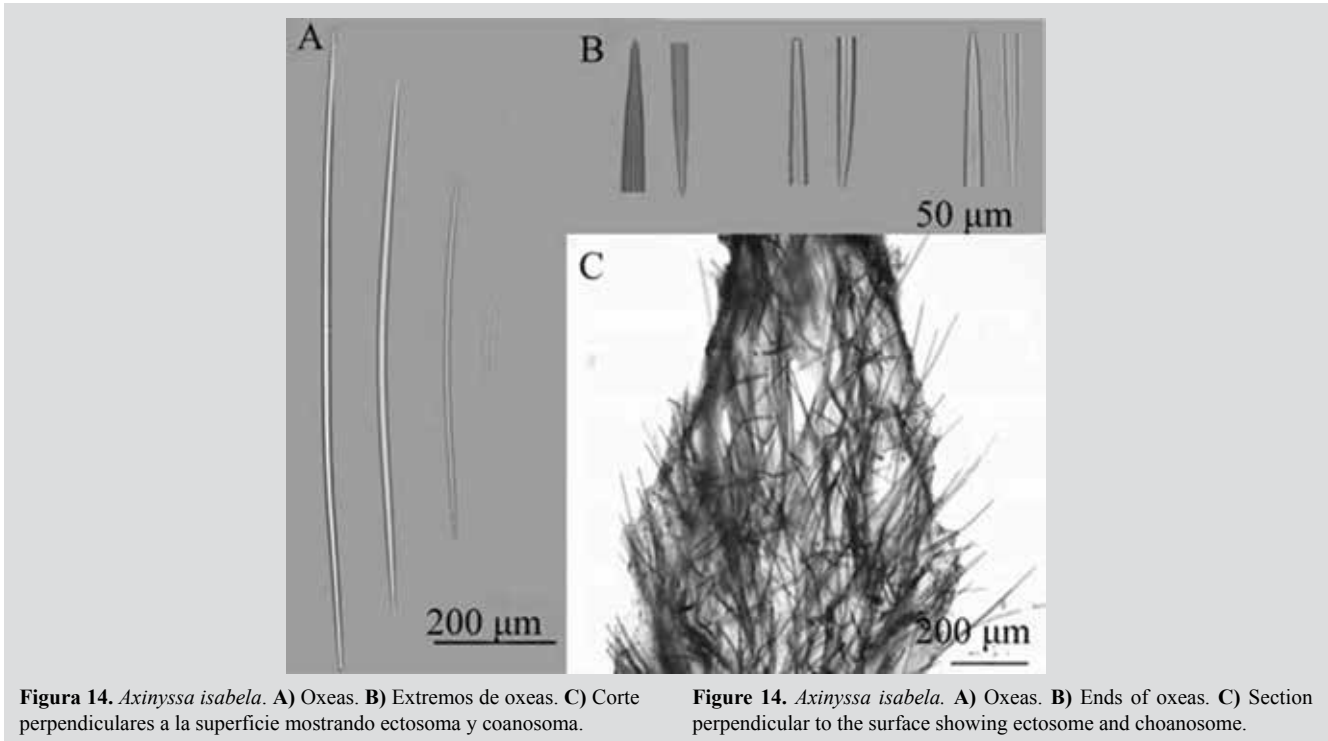 A
B
50 μm
C
200 μm
200 μm
Figura 14. Axinyssa isabela. A) Oxeas. B) Extremos de oxeas. C) Corte
perpendiculares a la superficie mostrando ectosoma y coanosoma.
Figure 14. Axinyssa isabela. A) Oxeas. B) Ends of oxeas. C) Section
perpendicular to the surface showing ectosome and choanosome.